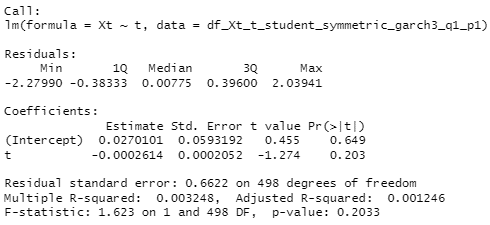 Call:
lm(formula = Xt ~ t, data = df_Xt_t_student_symmetric_garch3_q1_p1)
Residuals:
Min 1Q Median 3Q Max
-2.27990 -0.38333 0.00775 0.39600 2.03941
Coefficients:
Estimate Std. Error t value Pr(>|t|)
(Intercept) 0.0270101 0.0593192 0.455 0.649
t -0.0002614 0.0002052 -1.274 0.203
Residual standard error: 0.6622 on 498 degrees of freedom
Multiple R-squared: 0.003248, Adjusted R-squared: 0.001246
F-statistic: 1.623 on 1 and 498 DF, p-value: 0.2033